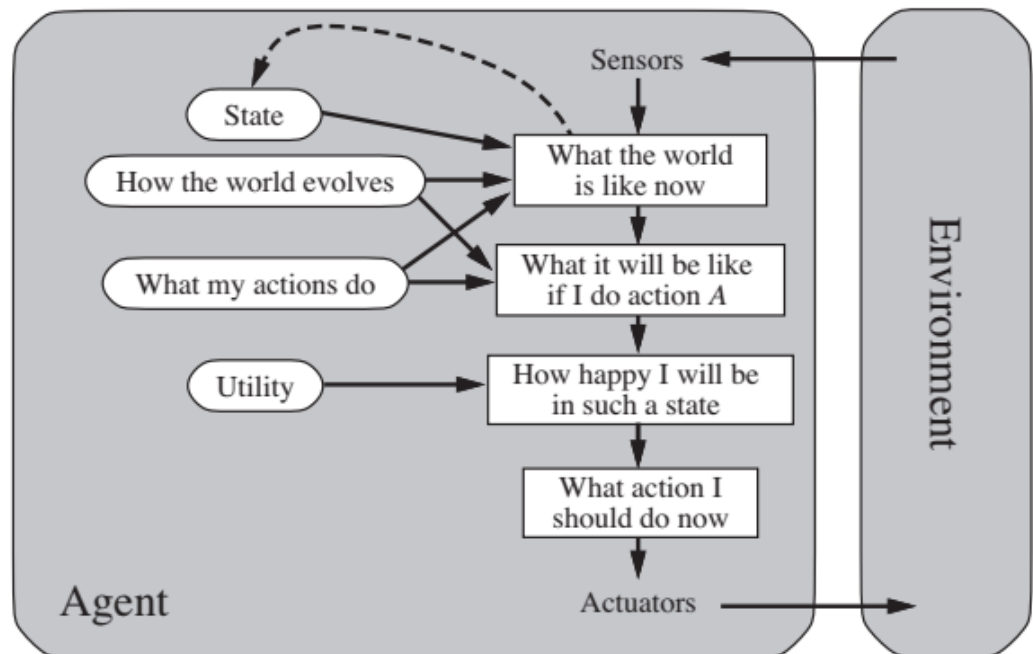 Sensors
State
What the world
is like now
How the world evolves
What it will be like
if I do action A
What my actions do
How happy I will be
in such a state
Utility
What action I
should do now
Agent
Actuators
Environment